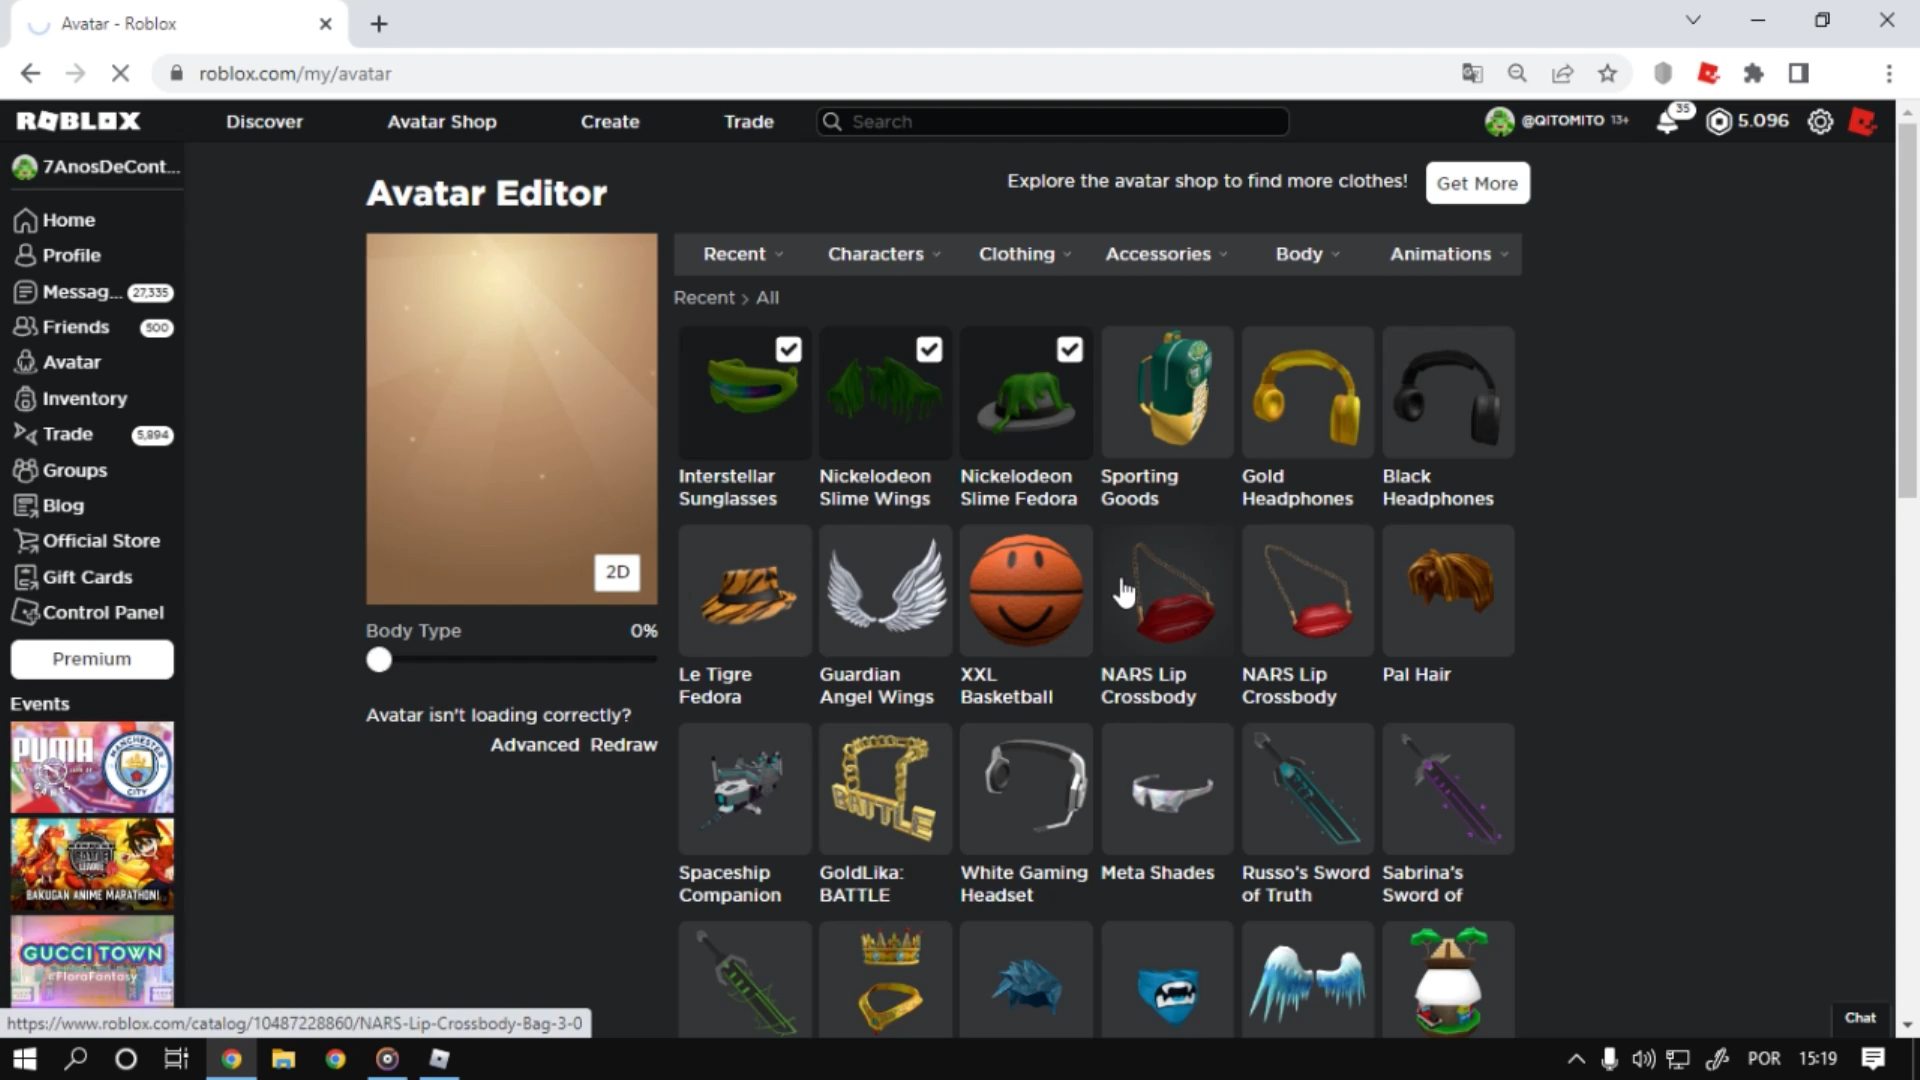 Avatar - Roblox
roblox.com/my/avatar
ROBLOX
Discover
Avatar Shop
Create
Trade
Search
@QITOMITO 13+
35
5.096
7AnosDeCont...
Home
Profile
Messag... 27,335
Friends 500
Avatar
Inventory
Trade 5,894
Groups
Blog
Official Store
Gift Cards
Control Panel
Premium
Events
PUMA
MANCHESTER
CITY
BAKUGAN ANIME MARATHON!
GUCCI TOWN
#FloraFantasy
Avatar Editor
Explore the avatar shop to find more clothes!
Get More
2D
Body Type 0%
Avatar isn't loading correctly?
Advanced Redraw
Recent Characters Clothing Accessories Body Animations
Recent > All
Interstellar
Sunglasses
Nickelodeon
Slime Wings
Nickelodeon
Slime Fedora
Sporting
Goods
Gold
Headphones
Black
Headphones
Le Tigre
Fedora
Guardian
Angel Wings
XXL
Basketball
NARS Lip
Crossbody
NARS Lip
Crossbody
Pal Hair
BATTLE
Spaceship
Companion
GoldLika:
BATTLE
White Gaming
Headset
Meta Shades
Russo's Sword
of Truth
Sabrina's
Sword of
Chat
https://www.roblox.com/catalog/10487228860/NARS-Lip-Crossbody-Bag-3-0
POR
15:19